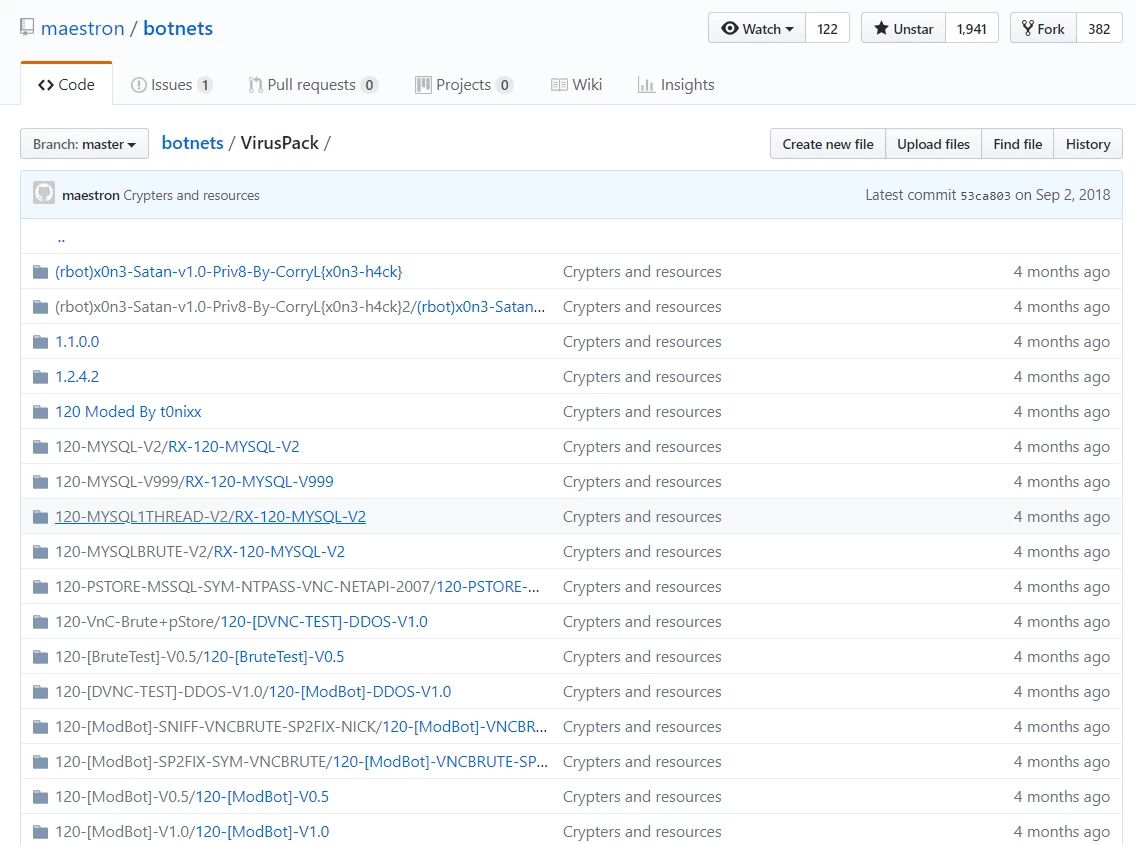 maestron / botnets
Watch 122 Unstar 1,941 Fork 382
Code Issues 1 Pull requests 0 Projects 0 Wiki Insights
Branch: master botnets / VirusPack / Create new file Upload files Find file History
maestron Crypters and resources Latest commit 53ca803 on Sep 2, 2018
..
(rbot)x0n3-Satan-v1.0-Priv8-By-CorryL{x0n3-h4ck} Crypters and resources 4 months ago
(rbot)x0n3-Satan-v1.0-Priv8-By-CorryL{x0n3-h4ck}2/(rbot)x0n3-Satan... Crypters and resources 4 months ago
1.1.0.0 Crypters and resources 4 months ago
1.2.4.2 Crypters and resources 4 months ago
120 Moded By t0nixx Crypters and resources 4 months ago
120-MYSQL-V2/RX-120-MYSQL-V2 Crypters and resources 4 months ago
120-MYSQL-V999/RX-120-MYSQL-V999 Crypters and resources 4 months ago
120-MYSQL1THREAD-V2/RX-120-MYSQL-V2 Crypters and resources 4 months ago
120-MYSQLBRUTE-V2/RX-120-MYSQL-V2 Crypters and resources 4 months ago
120-PSTORE-MSSQL-SYM-NTPASS-VNC-NETAPI-2007/120-PSTORE-... Crypters and resources 4 months ago
120-VnC-Brute+pStore/120-[DVNC-TEST]-DDOS-V1.0 Crypters and resources 4 months ago
120-[BruteTest]-V0.5/120-[BruteTest]-V0.5 Crypters and resources 4 months ago
120-[DVNC-TEST]-DDOS-V1.0/120-[ModBot]-DDOS-V1.0 Crypters and resources 4 months ago
120-[ModBot]-SNIFF-VNCBRUTE-SP2FIX-NICK/120-[ModBot]-VNCBR... Crypters and resources 4 months ago
120-[ModBot]-SP2FIX-SYM-VNCBRUTE/120-[ModBot]-VNCBRUTE-SP... Crypters and resources 4 months ago
120-[ModBot]-V0.5/120-[ModBot]-V0.5 Crypters and resources 4 months ago
120-[ModBot]-V1.0/120-[ModBot]-V1.0 Crypters and resources 4 months ago